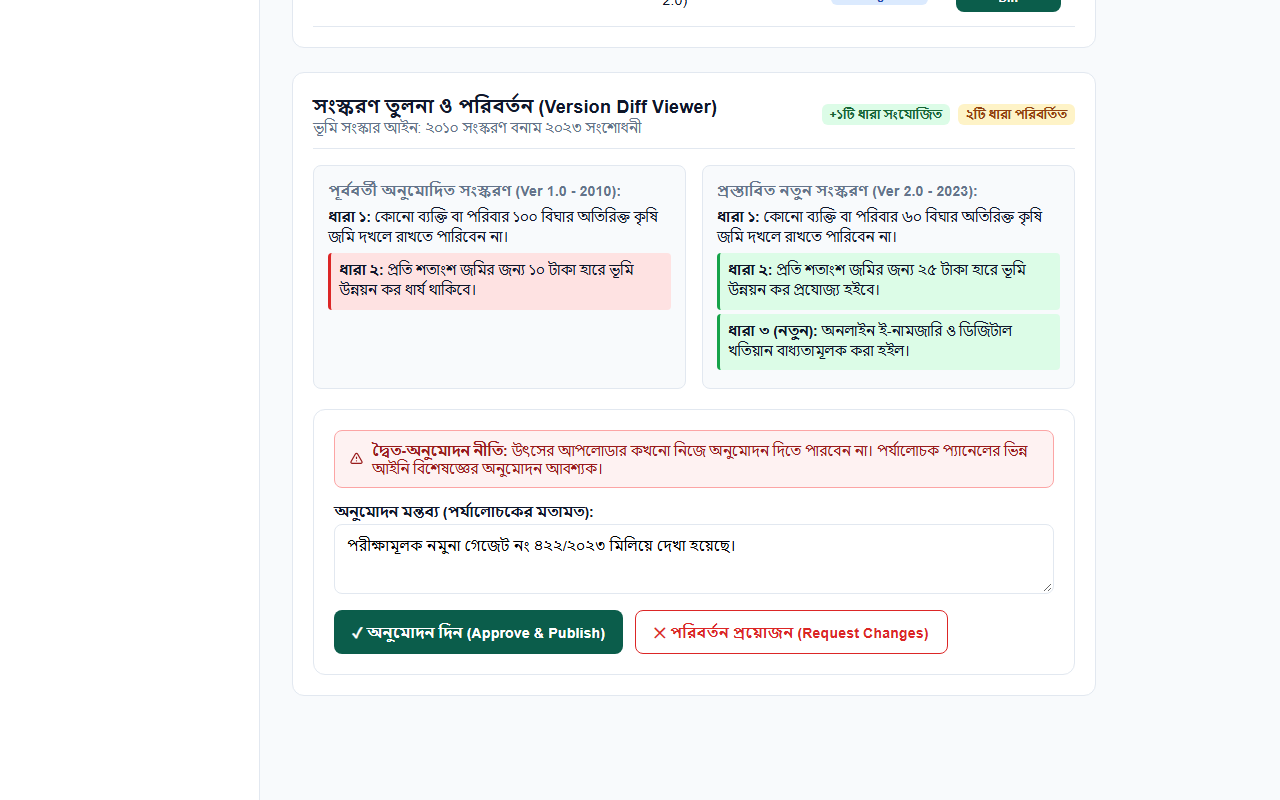 2.0)
সংস্করণ তুলনা ও পরিবর্তন (Version Diff Viewer)
ভূমি সংস্কার আইন: ২০১০ সংস্করণ বনাম ২০২৩ সংশোধনী
+১টি ধারা সংযোজিত
২টি ধারা পরিবর্তিত
পূর্ববর্তী অনুমোদিত সংস্করণ (Ver 1.0 - 2010):
ধারা ১: কোনো ব্যক্তি বা পরিবার ১০০ বিঘার অতিরিক্ত কৃষি
জমি দখলে রাখতে পারিবেন না।
ধারা ২: প্রতি শতাংশ জমির জন্য ১০ টাকা হারে ভূমি
উন্নয়ন কর ধার্য থাকিবে।
প্রস্তাবিত নতুন সংস্করণ (Ver 2.0 - 2023):
ধারা ১: কোনো ব্যক্তি বা পরিবার ৬০ বিঘার অতিরিক্ত কৃষি
জমি দখলে রাখতে পারিবেন না।
ধারা ২: প্রতি শতাংশ জমির জন্য ২৫ টাকা হারে ভূমি
উন্নয়ন কর প্রযোজ্য হইবে।
ধারা ৩ (নতুন): অনলাইন ই-নামজারি ও ডিজিটাল
খতিয়ান বাধ্যতামূলক করা হইল।
দ্বৈত-অনুমোদন নীতি: উৎসের আপলোডার কখনো নিজে অনুমোদন দিতে পারবেন না। পর্যালোচক প্যানেলের ভিন্ন
আইনি বিশেষজ্ঞের অনুমোদন আবশ্যক।
অনুমোদন মন্তব্য (পর্যালোচকের মতামত):
পরীক্ষামূলক নমুনা গেজেট নং ৪২২/২০২৩ মিলিয়ে দেখা হয়েছে।
✓ অনুমোদন দিন (Approve & Publish)
✕ পরিবর্তন প্রয়োজন (Request Changes)